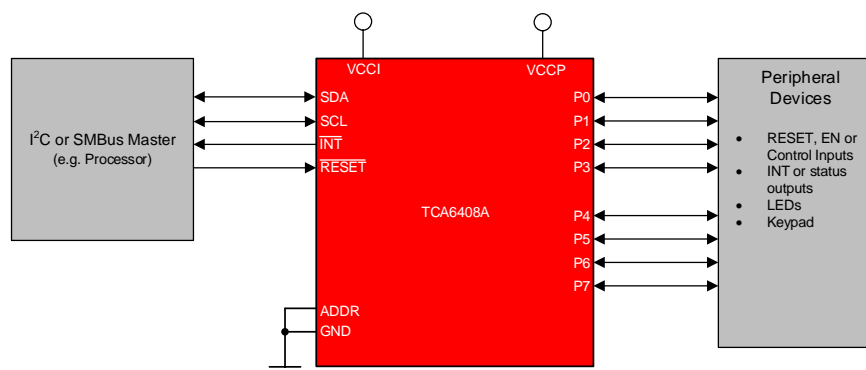 VCCI
VCCP
I²C or SMBus Master
(e.g. Processor)
SDA
SCL
INT
RESET
TCA6408A
ADDR
GND
P0
P1
P2
P3
P4
P5
P6
P7
Peripheral
Devices
• RESET, EN or
Control Inputs
• INT or status
outputs
• LEDs
• Keypad